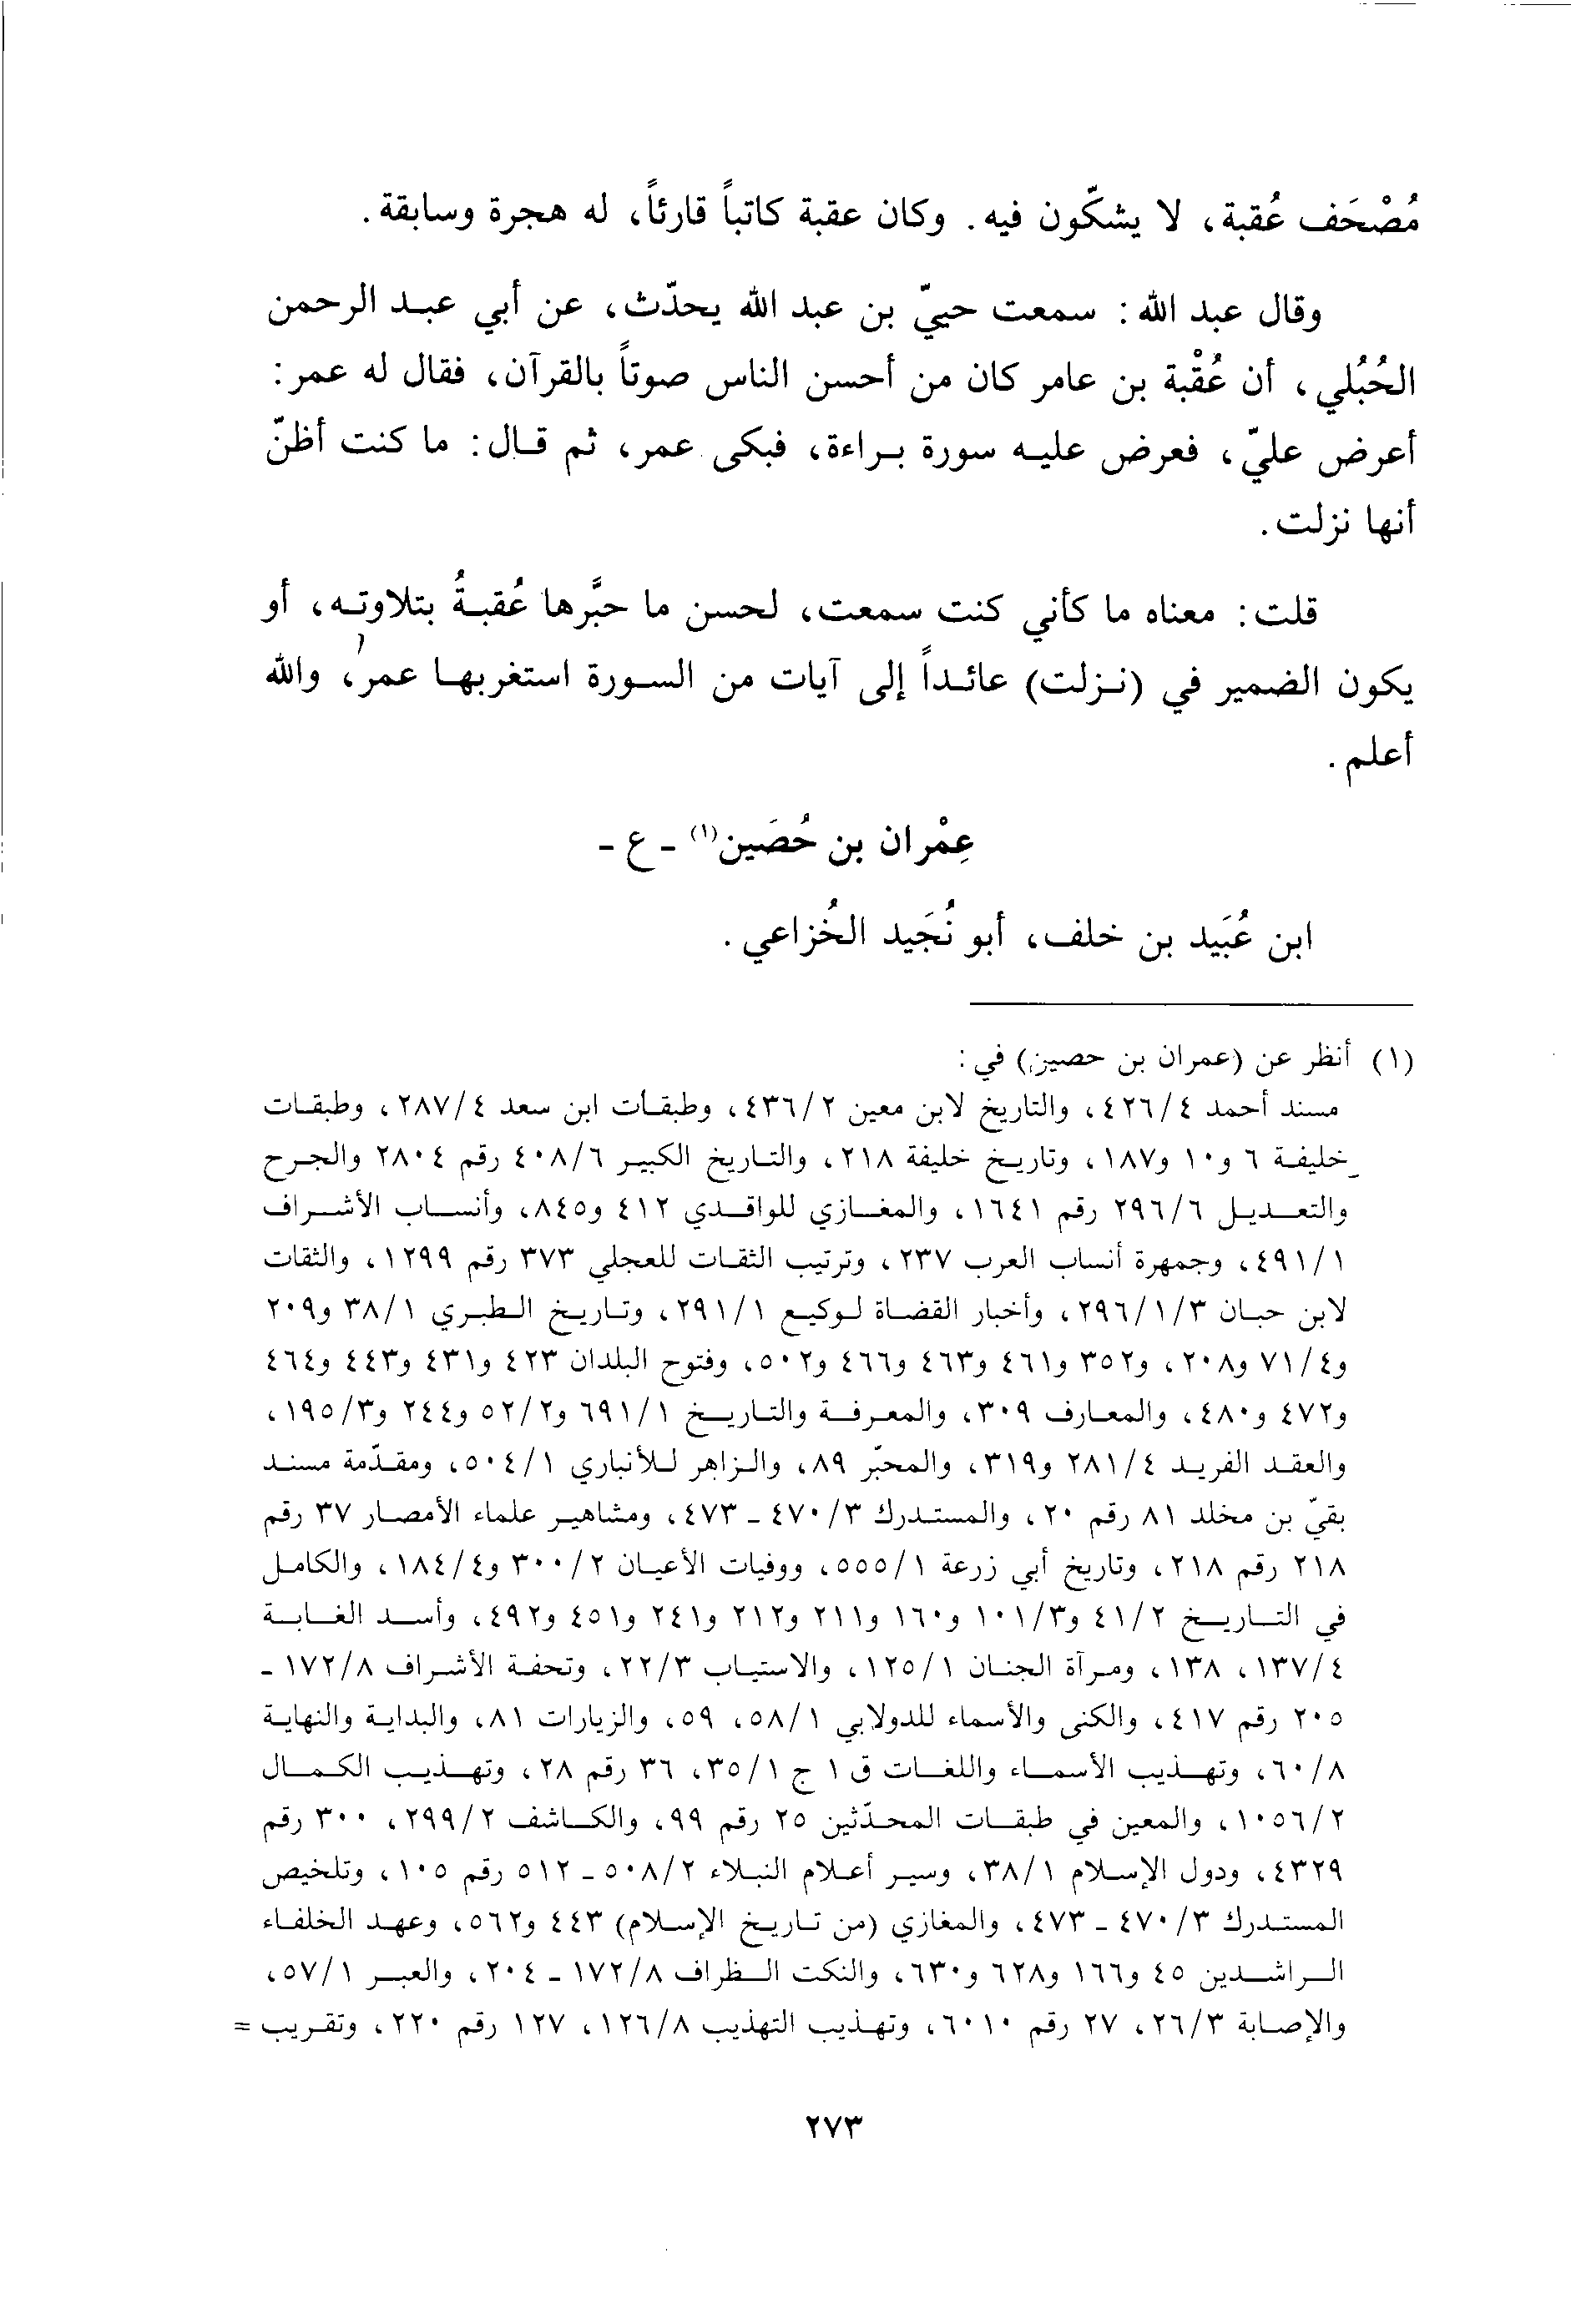 مُصْحَف عُقبة، لا يشكّون فيه. وكان عقبة كاتباً قارئاً، له هجرة وسابقة.
وقال عبد الله: سمعت حييّ بن عبد الله يحدّث، عن أبي عبد الرحمن
الحُبُلي، أن عُقْبة بن عامر كان من أحسن الناس صوتاً بالقرآن، فقال له عمر:
أعرض عليّ، فعرض عليه سورة براءة، فبكى عمر، ثم قال: ما كنت أظنّ
أنها نزلت.
قلت: معناه ما كأني كنت سمعت، لحسن ما حبَّرها عُقبةُ بتلاوته، أو
يكون الضمير في (نزلت) عائداً إلى آيات من السورة استغربها عمر، والله
أعلم.
عِمْران بن حُصَين(١) - ع -
ابن عُبَيد بن خلف، أبو نُجَيد الخُزاعي.
(١) أنظر عن (عمران بن حصين) في:
مسند أحمد ٤/٤٢٦، والتاريخ لابن معين ٢/٤٣٦، وطبقات ابن سعد ٤/٢٨٧، وطبقات
خليفة ٦ و١٠ و١٨٧، وتاريخ خليفة ٢١٨، والتاريخ الكبير ٦/٤٠٨ رقم ٢٨٠٤ والجرح
والتعديل ٦/٢٩٦ رقم ١٦٤١، والمغازي للواقدي ٤١٢ و٨٤٥، وأنساب الأشراف
١/٤٩١، وجمهرة أنساب العرب ٢٣٧، وترتيب الثقات للعجلي ٣٧٣ رقم ١٢٩٩، والثقات
لابن حبان ٣/١/٢٩٦، وأخبار القضاة لوكيع ١/٢٩١، وتاريخ الطبري ١/٣٨ و٢٠٩
و٤/٧١ و٢٠٨، و٣٥٢ و٤٦١ و٤٦٣ و٤٦٦ و٥٠٢، وفتوح البلدان ٤٢٣ و٤٣١ و٤٤٣ و٤٦٤
و٤٧٢ و٤٨٠، والمعارف ٣٠٩، والمعرفة والتاريخ ١/٦٩١ و٢/٥٢ و٢٤٤ و٣/١٩٥،
والعقد الفريد ٤/٢٨١ و٣١٩، والمحبّر ٨٩، والزاهر للأنباري ١/٥٠٤، ومقدّمة مسند
بقيّ بن مخلد ٨١ رقم ٢٠، والمستدرك ٣/٤٧٠ - ٤٧٣، ومشاهير علماء الأمصار ٣٧ رقم
٢١٨ رقم ٢١٨، وتاريخ أبي زرعة ١/٥٥٥، ووفيات الأعيان ٢/٣٠٠ و٤/١٨٤، والكامل
في التاريخ ٢/٤١ و٣/١٠١ و١٦٠ و٢١١ و٢١٢ و٢٤١ و٤٥١ و٤٩٢، وأسد الغابة
٤/١٣٧، ١٣٨، ومرآة الجنان ١/١٢٥، والاستياب ٣/٢٢، وتحفة الأشراف ٨/١٧٢ -
٢٠٥ رقم ٤١٧، والكنى والأسماء للدولابي ١/٥٨، ٥٩، والزيارات ٨١، والبداية والنهاية
٨/٦٠، وتهذيب الأسماء واللغات ق ١ ج ١/٣٥، ٣٦ رقم ٢٨، وتهذيب الكمال
٢/١٠٥٦، والمعين في طبقات المحدّثين ٢٥ رقم ٩٩، والكاشف ٢/٢٩٩، ٣٠٠ رقم
٤٣٢٩، ودول الإسلام ١/٣٨، وسير أعلام النبلاء ٢/٥٠٨ - ٥١٢ رقم ١٠٥، وتلخيص
المستدرك ٣/٤٧٠ - ٤٧٣، والمغازي (من تاريخ الإسلام) ٤٤٣ و٥٦٢، وعهد الخلفاء
الراشدين ٤٥ و١٦٦ و٦٢٨ و٦٣٠، والنكت الظراف ٨/١٧٢ - ٢٠٤، والعبر ١/٥٧،
والإصابة ٣/٢٦، ٢٧ رقم ٦٠١٠، وتهذيب التهذيب ٨/١٢٦، ١٢٧ رقم ٢٢٠، وتقريب =
٢٧٣